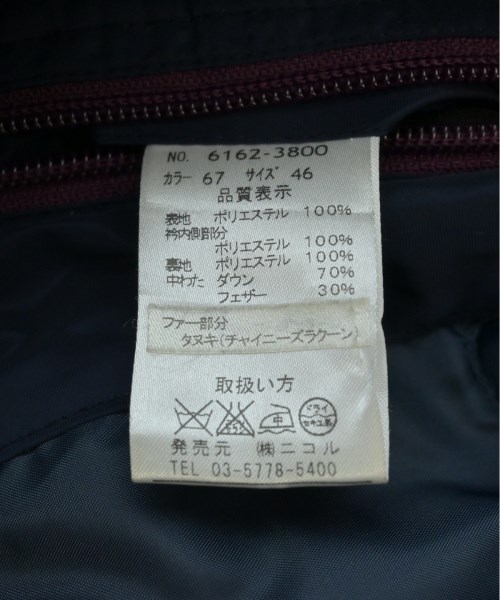 NO. 6162-3800
カラー 67 サイズ 46
品質表示
表地 ポリエステル 100%
衿内側部分
ポリエステル 100%
裏地 ポリエステル 100%
中わた ダウン 70%
フェザー 30%
ファー部分
タヌキ(チャイニーズラクーン)
取扱い方
中 ドライ セキユ系
発売元 (株)ニコル
TEL 03-5778-5400